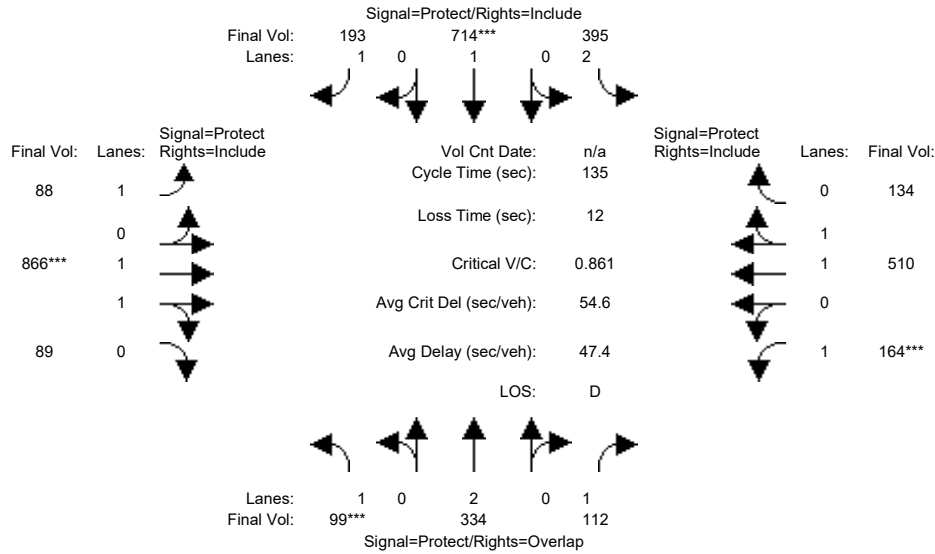 Signal=Protect/Rights=Include
Final Vol: 193 714*** 395
Lanes: 1 0 1 0 2
Signal=Protect
Final Vol: Lanes: Rights=Include
Vol Cnt Date: n/a
Signal=Protect
Rights=Include Lanes: Final Vol:
Cycle Time (sec): 135
88 1
0 134
Loss Time (sec): 12
0
1
866*** 1
Critical V/C: 0.861
1 510
1
Avg Crit Del (sec/veh): 54.6
0
89 0
Avg Delay (sec/veh): 47.4
1 164***
LOS: D
Lanes: 1 0 2 0 1
Final Vol: 99*** 334 112
Signal=Protect/Rights=Overlap